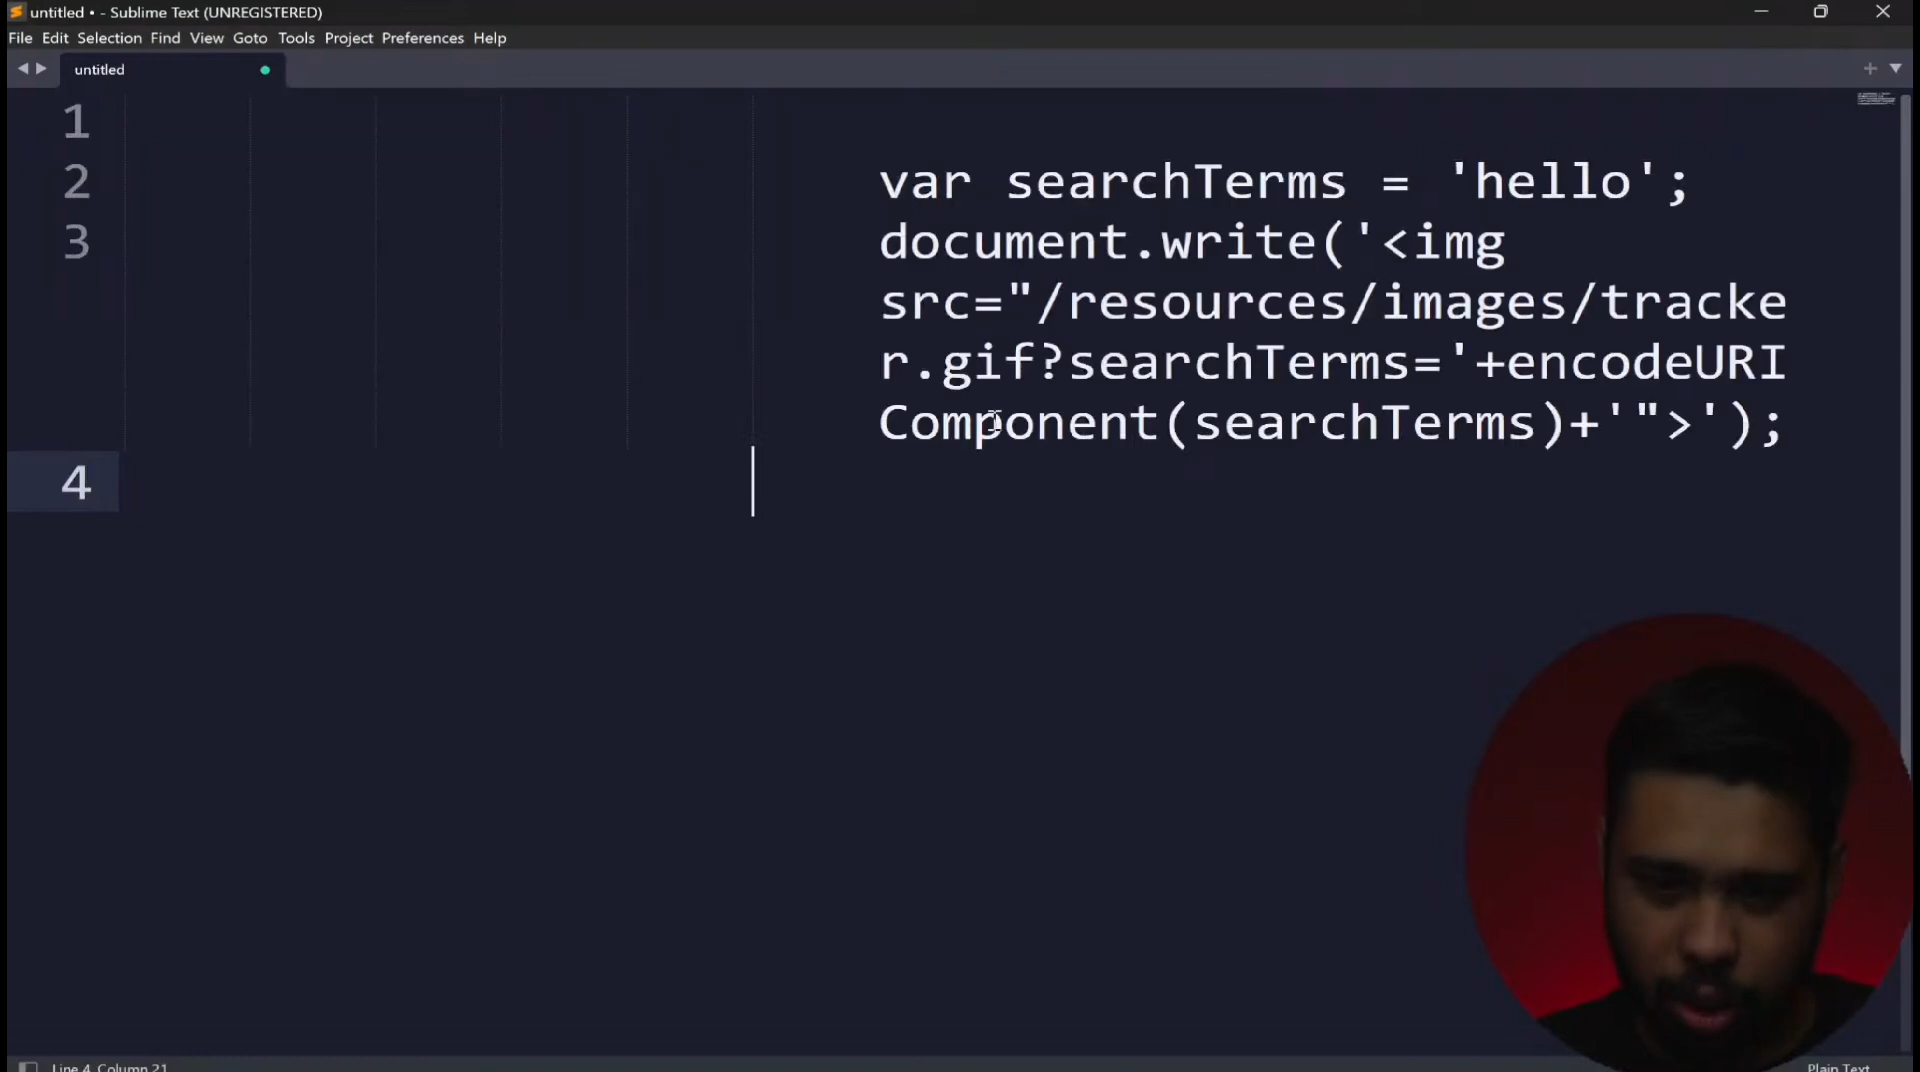 untitled • - Sublime Text (UNREGISTERED)
File Edit Selection Find View Goto Tools Project Preferences Help
untitled
1
2 var searchTerms = 'hello';
3 document.write('<img
src="/resources/images/tracke
r.gif?searchTerms='+encodeURI
Component(searchTerms)+'">');
4
Line 4, Column 21 Plain Text